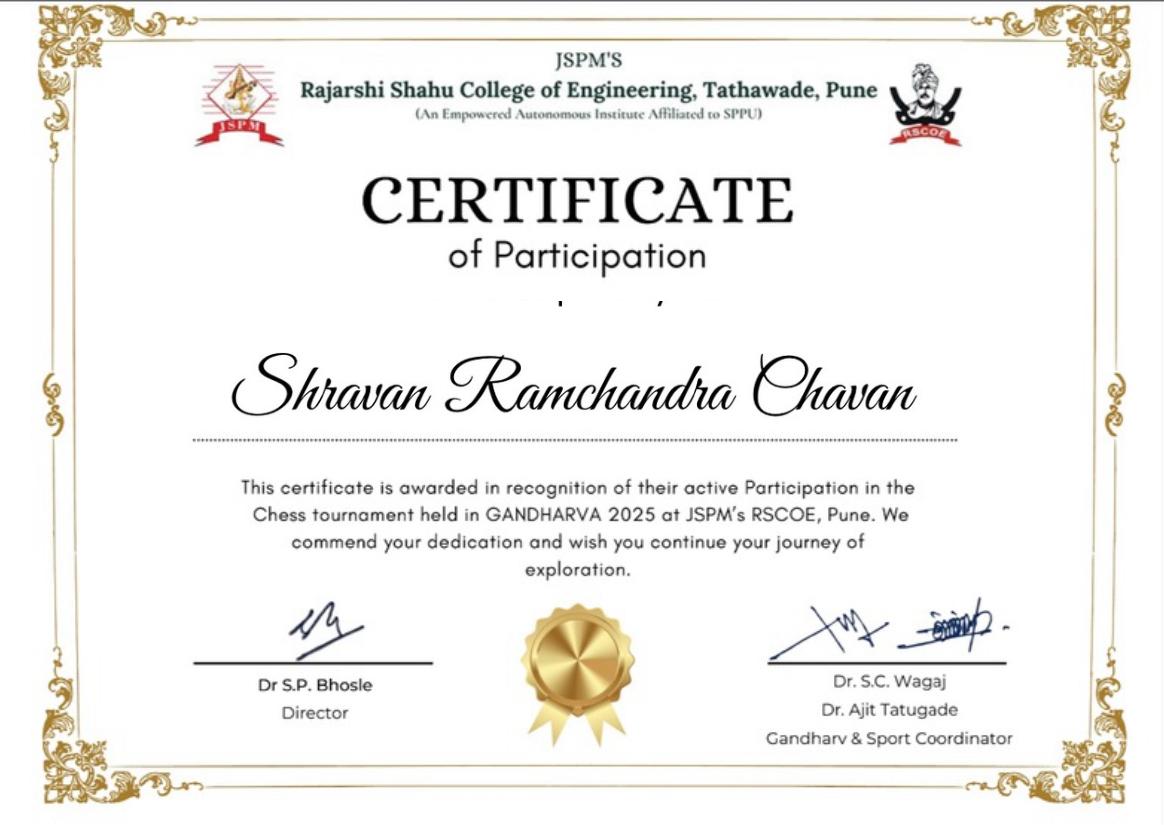 JSPM'S
Rajarshi Shahu College of Engineering, Tathawade, Pune
(An Empowered Autonomous Institute Affiliated to SPPU)
JSPM
RSCOE
CERTIFICATE
of Participation
Shravan Ramchandra Chavan
This certificate is awarded in recognition of their active Participation in the
Chess tournament held in GANDHARVA 2025 at JSPM's RSCOE, Pune. We
commend your dedication and wish you continue your journey of
exploration.
Dr S.P. Bhosle
Director
Dr. S.C. Wagaj
Dr. Ajit Tatugade
Gandharv & Sport Coordinator